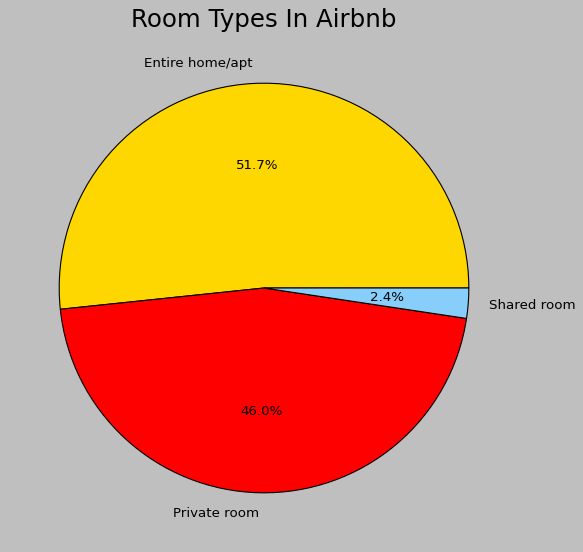 Room Types In Airbnb
Entire home/apt
51.7%
2.4%
Shared room
46.0%
Private room